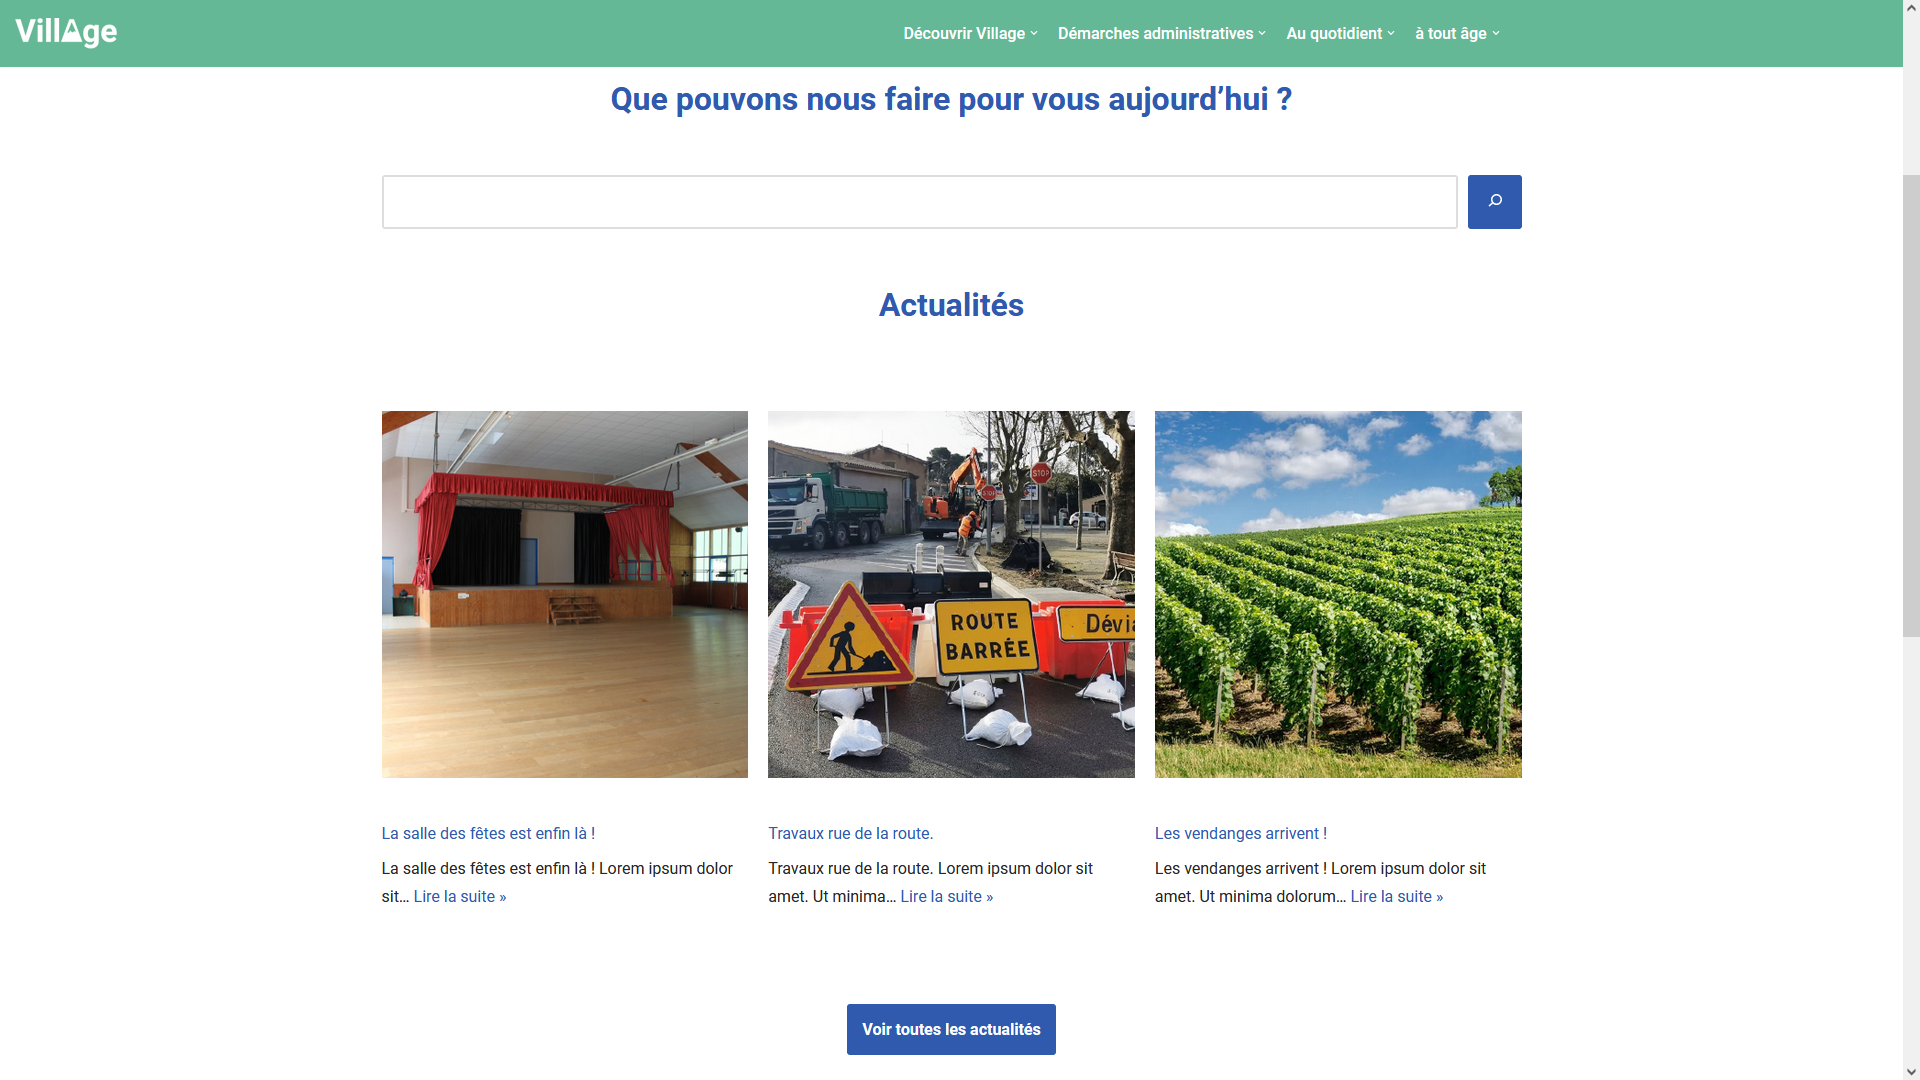 VillAge
Découvrir Village
Démarches administratives
Au quotidien
à tout âge
Que pouvons nous faire pour vous aujourd’hui ?
Actualités
STOP
STOP
ROUTE
BARRÉE
Dévia
La salle des fêtes est enfin là !
La salle des fêtes est enfin là ! Lorem ipsum dolor
sit… Lire la suite »
Travaux rue de la route.
Travaux rue de la route. Lorem ipsum dolor sit
amet. Ut minima… Lire la suite »
Les vendanges arrivent !
Les vendanges arrivent ! Lorem ipsum dolor sit
amet. Ut minima dolorum… Lire la suite »
Voir toutes les actualités